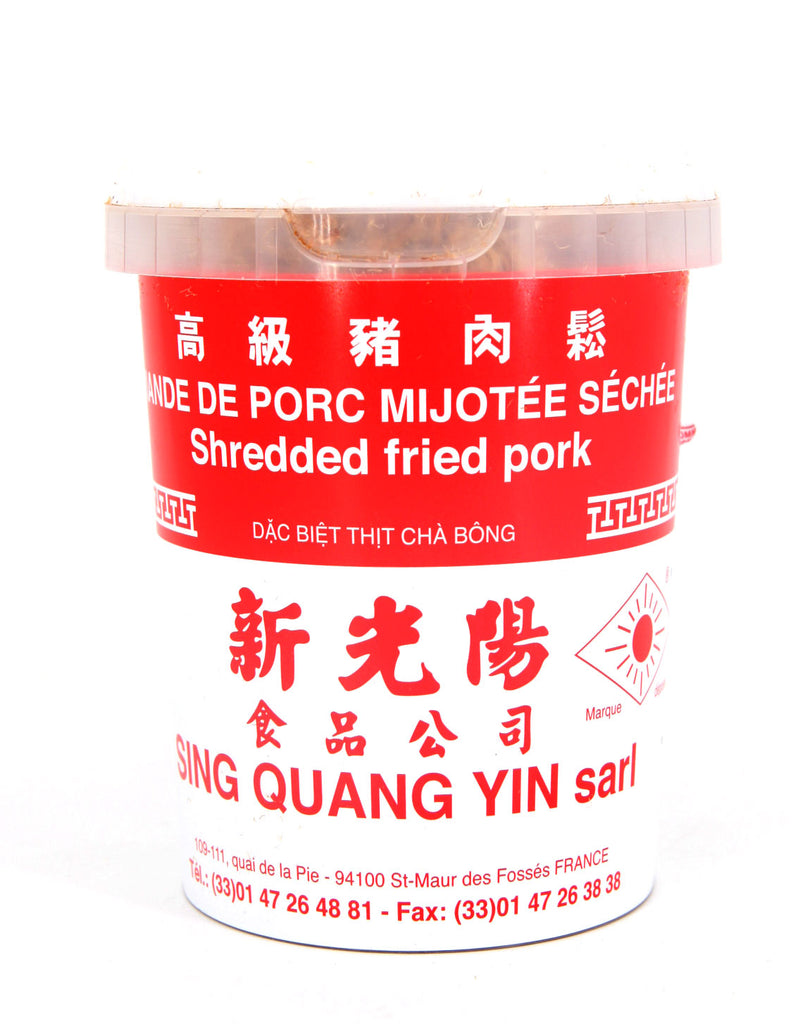 高級豬肉鬆
DE PORC MIJOTÉE SÉCHÉE
Shredded fried pork
DẶC BIỆT THỊT CHÀ BÔNG
新光陽
食品公司
Marque
SING QUANG YIN sarl
109-111, quai de la Pie - 94100 St-Maur des Fossés FRANCE
Tél.: (33)01 47 26 48 81 - Fax: (33)01 47 26 38 38